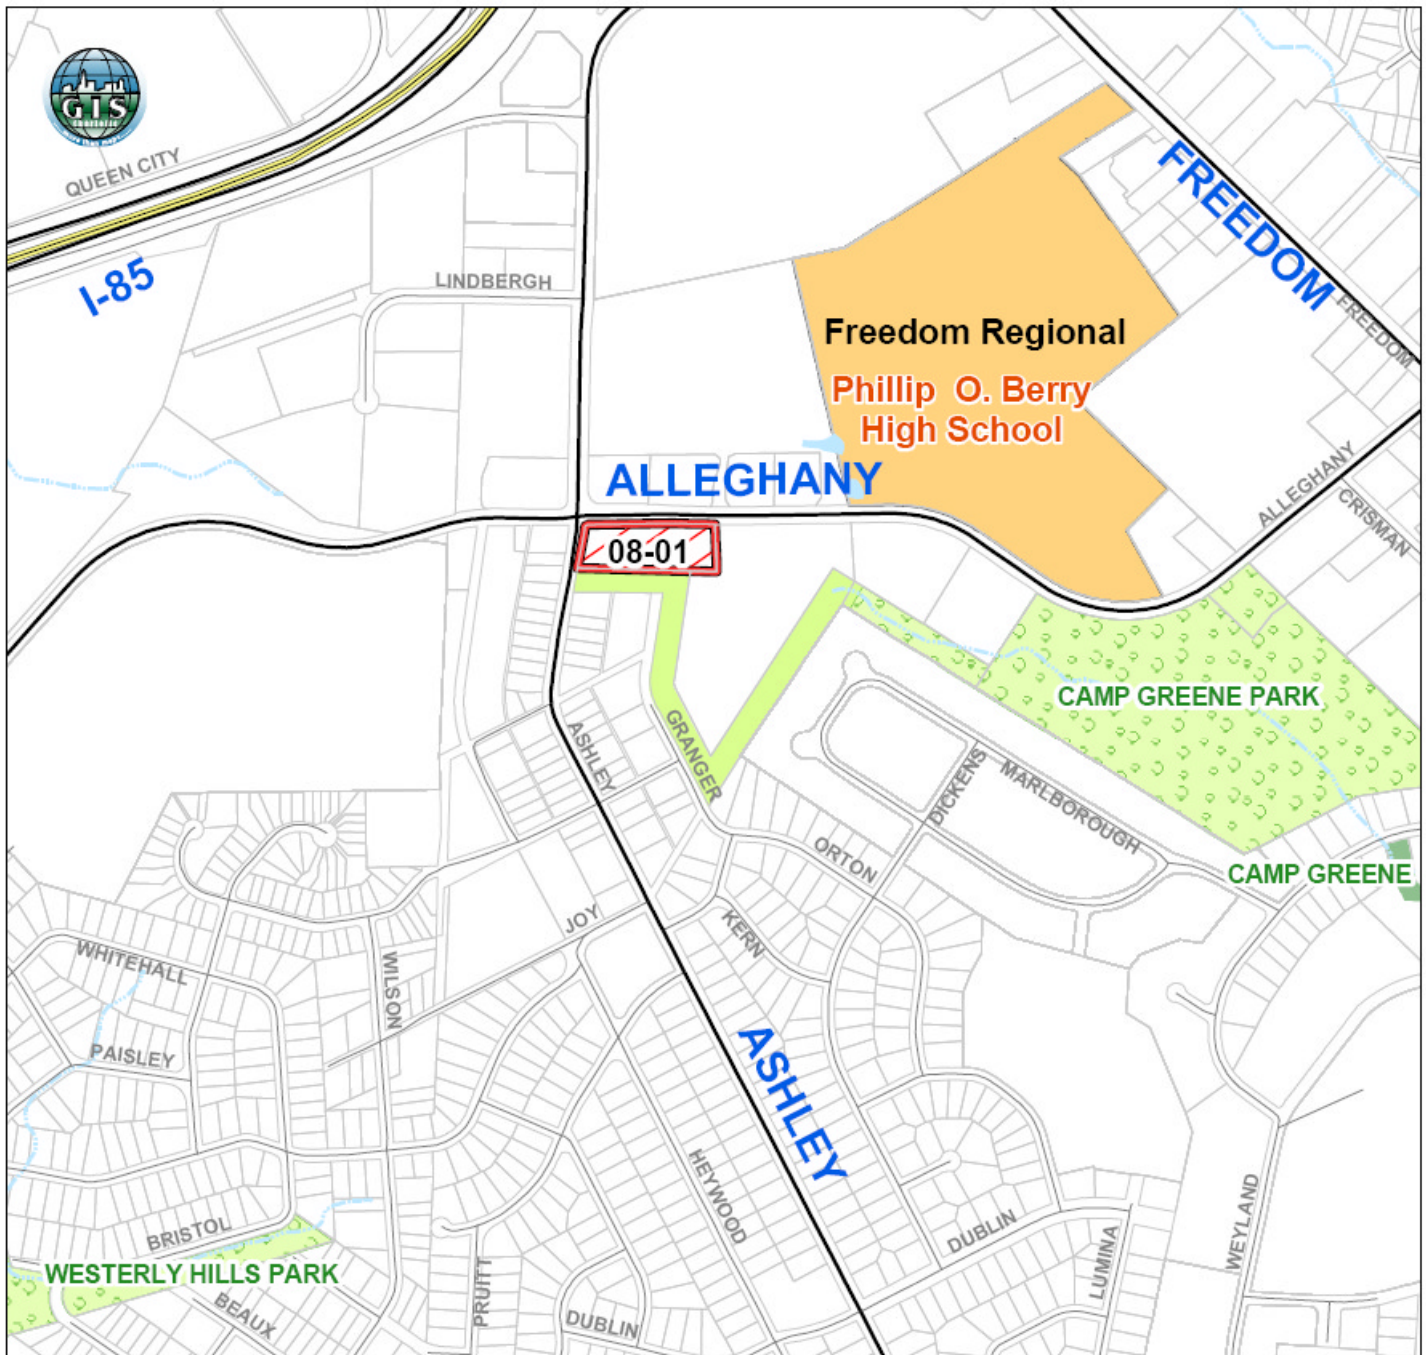 GIS
QUEEN CITY
I-85
LINDBERGH
FREEDOM
FREEDOM
Freedom Regional
Phillip O. Berry
High School
ALLEGHANY
ALLEGHANY
CRISMAN
08-01
CAMP GREENE PARK
ASHLEY
GRANGER
DICKENS
MARLBOROUGH
ORTON
CAMP GREENE
JOY
KERN
WHITEHALL
WILSON
PAISLEY
ASHLEY
HEYWOOD
BRISTOL
DUBLIN
LUMINA
WEYLAND
WESTERLY HILLS PARK
BEAUX
PRUITT
DUBLIN